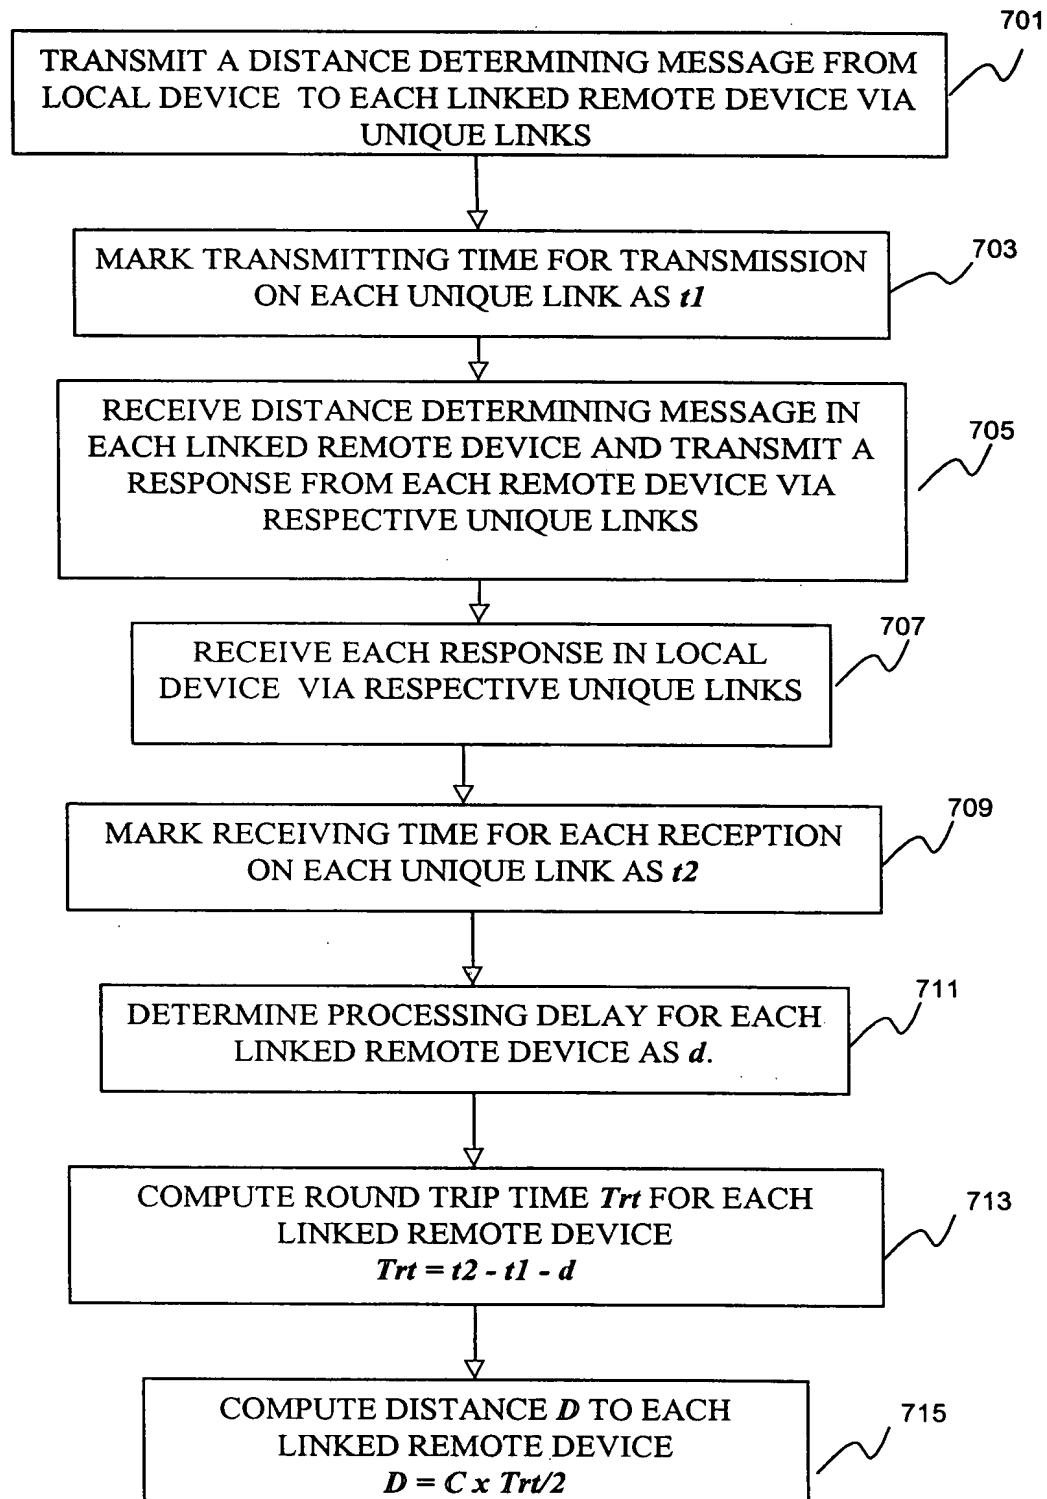 701
TRANSMIT A DISTANCE DETERMINING MESSAGE FROM
LOCAL DEVICE TO EACH LINKED REMOTE DEVICE VIA
UNIQUE LINKS
703
MARK TRANSMITTING TIME FOR TRANSMISSION
ON EACH UNIQUE LINK AS t1
705
RECEIVE DISTANCE DETERMINING MESSAGE IN
EACH LINKED REMOTE DEVICE AND TRANSMIT A
RESPONSE FROM EACH REMOTE DEVICE VIA
RESPECTIVE UNIQUE LINKS
707
RECEIVE EACH RESPONSE IN LOCAL
DEVICE VIA RESPECTIVE UNIQUE LINKS
709
MARK RECEIVING TIME FOR EACH RECEPTION
ON EACH UNIQUE LINK AS t2
711
DETERMINE PROCESSING DELAY FOR EACH
LINKED REMOTE DEVICE AS d.
713
COMPUTE ROUND TRIP TIME Trt FOR EACH
LINKED REMOTE DEVICE
Trt = t2 - t1 - d
715
COMPUTE DISTANCE D TO EACH
LINKED REMOTE DEVICE
D = C x Trt/2